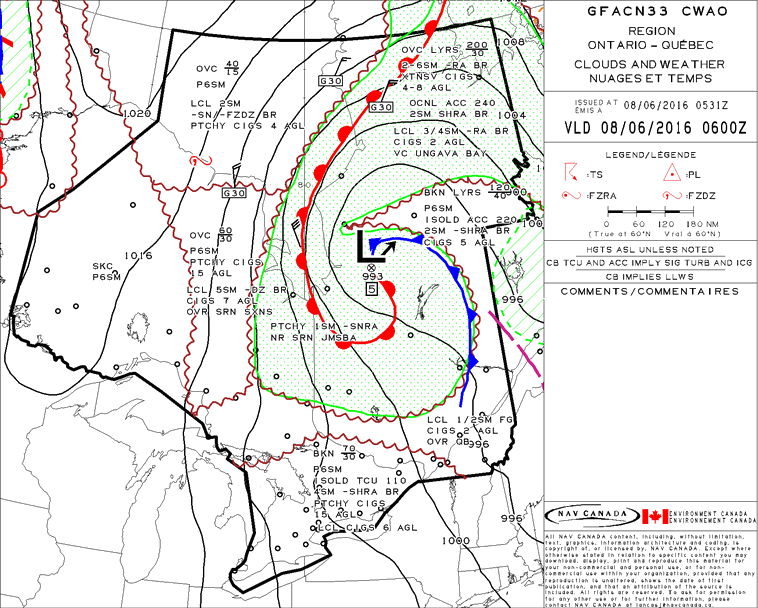 GFACN33 CWAO
REGION
ONTARIO - QUÉBEC
CLOUDS AND WEATHER
NUAGES ET TEMPS
ISSUED AT 08/06/2016 0531Z
ÉMIS A
VLD 08/06/2016 0600Z
LEGEND/LÉGENDE
:TS
:PL
:FZRA
:FZDZ
0 60 120 180 NM
(True at 60°N Vrai à 60°N)
HGTS ASL UNLESS NOTED
CB TCU AND ACC IMPLY SIG TURB AND ICG
CB IMPLIES LLWS
COMMENTS/COMMENTAIRES
OVC 40
15
P6SM
LCL 2SM
-SN/-FZDZ BR
PTCHY CIGS 4 AGL
OVC LYRS 200
30
2-6SM -RA BR
XTNSV CIGS
4-8 AGL
OCNL ACC 240
2SM SHRA BR
LCL 3/4SM -RA BR
CIGS 2 AGL
VC UNGAVA BAY
BKN LYRS 120
40
P6SM
ISOLD ACC 220
2SM -SHRA BR
CIGS 5 AGL
OVC 60
30
P6SM
PTCHY CIGS
15 AGL
LCL 5SM -DZ BR
CIGS 7 AGL
OVR SRN SXNS
SKC
P6SM
PTCHY 1SM -SNRA
NR SRN JMSBA
LCL 1/2SM FG
CIGS 2 AGL
OVR QB
BKN 70
30
P6SM
ISOLD TCU 110
4SM -SHRA BR
PTCHY CIGS
15 AGL
LCL CIGS 6 AGL
G30
G30
G30
1020
1016
1008
1004
1000
996
996
996
1000
L
993
5
NAV CANADA
ENVIRONMENT CANADA
ENVIRONNEMENT CANADA
All NAV CANADA content, including, without limitation,
text, graphics, information architecture and coding, is
copyright of, or licensed by, NAV CANADA. Except where
otherwise stated in relation to specific content you may
download, display, print and reproduce this material for
your non-commercial and personal use, or for non-
commercial use within your organization, provided that any
reproduction is unaltered, shows the date of first
publication, and that an attribution of the source is
included. All rights are reserved. To ask for permission
for any other use or for further information, please
contact NAV CANADA at